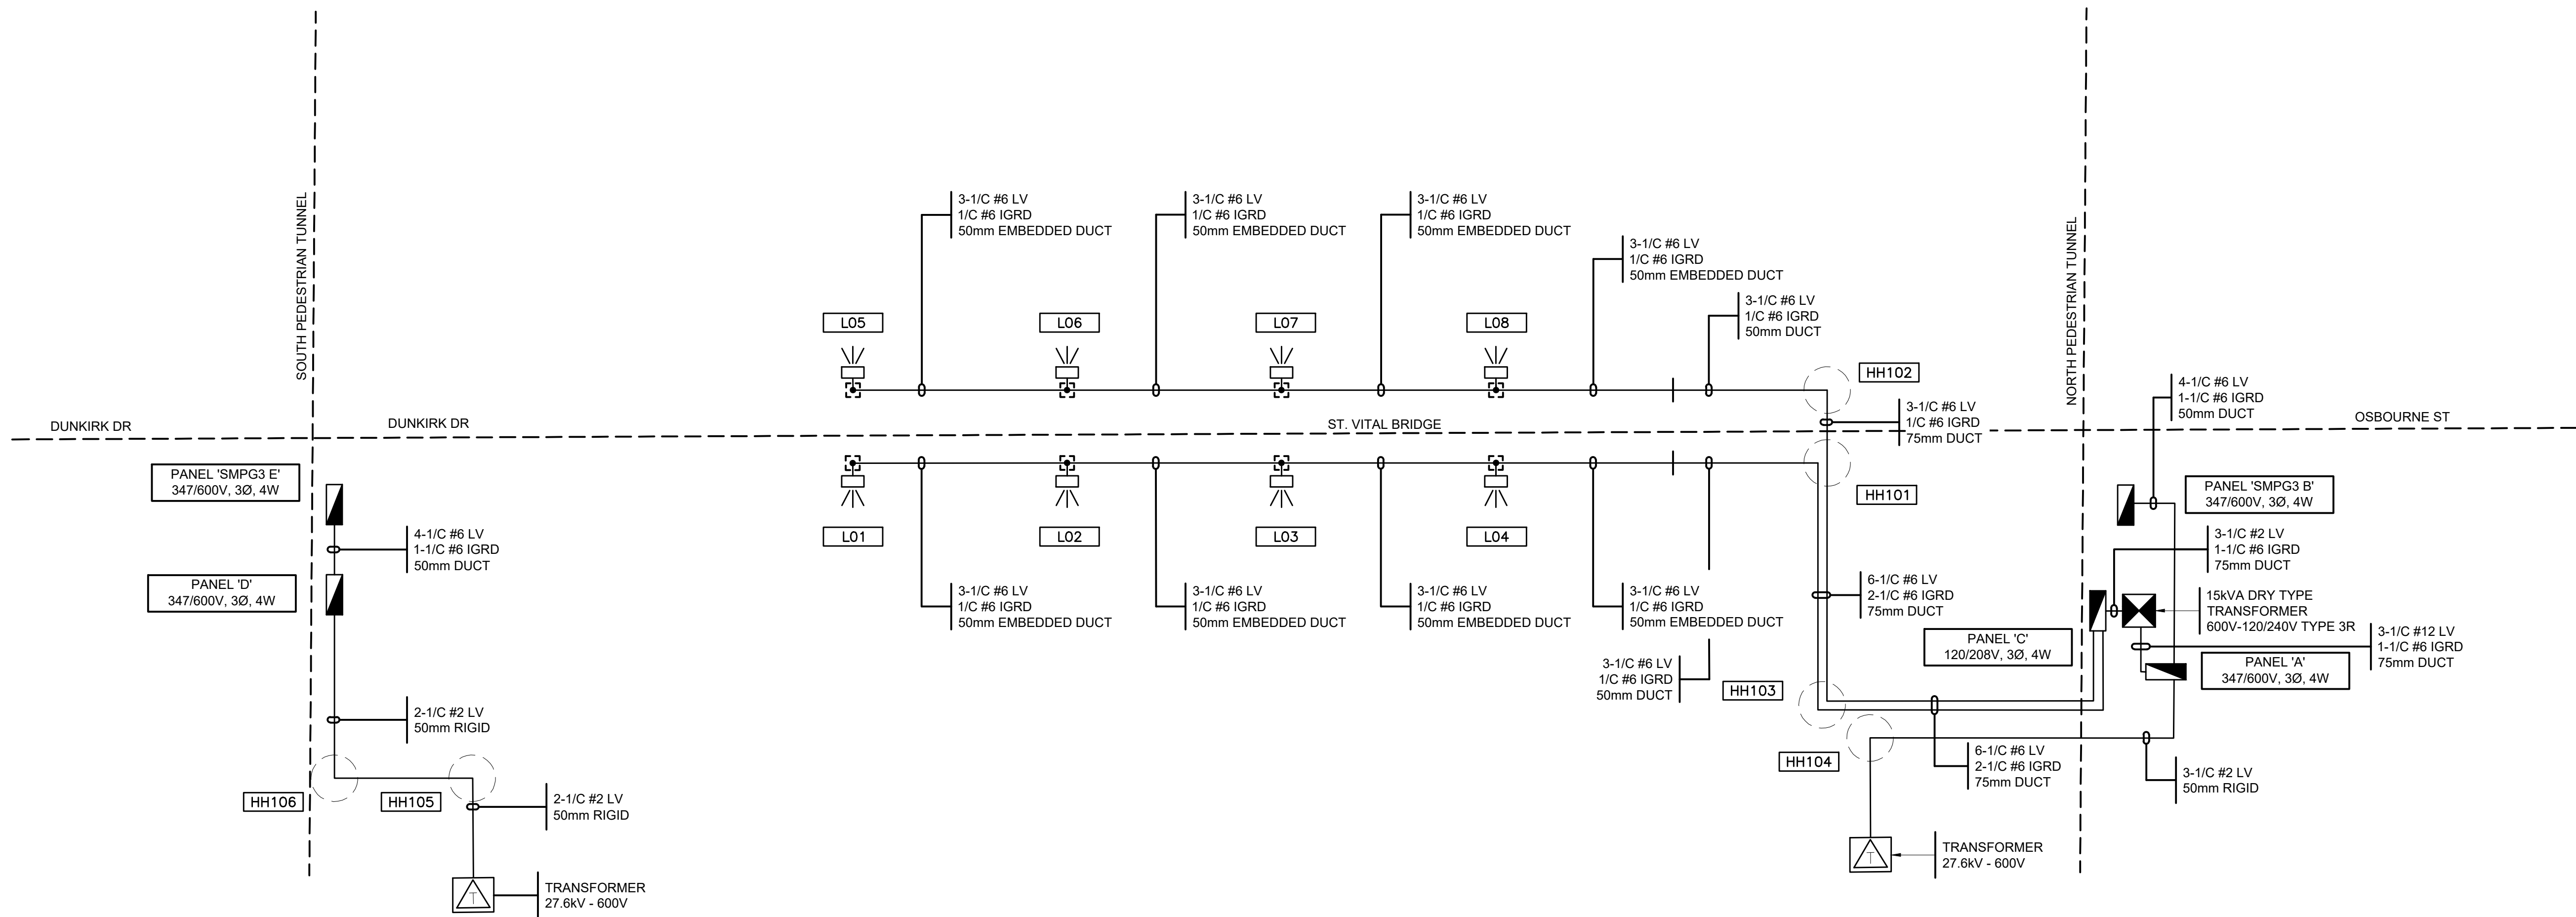 SOUTH PEDESTRIAN TUNNEL
NORTH PEDESTRIAN TUNNEL
3-1/C #6 LV
1/C #6 IGRD
50mm EMBEDDED DUCT
3-1/C #6 LV
1/C #6 IGRD
50mm EMBEDDED DUCT
3-1/C #6 LV
1/C #6 IGRD
50mm EMBEDDED DUCT
3-1/C #6 LV
1/C #6 IGRD
50mm EMBEDDED DUCT
3-1/C #6 LV
1/C #6 IGRD
50mm DUCT
L05
L06
L07
L08
HH102
3-1/C #6 LV
1/C #6 IGRD
75mm DUCT
4-1/C #6 LV
1-1/C #6 IGRD
50mm DUCT
DUNKIRK DR
DUNKIRK DR
ST. VITAL BRIDGE
OSBOURNE ST
PANEL 'SMPG3 E'
347/600V, 3Ø, 4W
4-1/C #6 LV
1-1/C #6 IGRD
50mm DUCT
PANEL 'D'
347/600V, 3Ø, 4W
L01
L02
L03
L04
HH101
PANEL 'SMPG3 B'
347/600V, 3Ø, 4W
3-1/C #2 LV
1-1/C #6 IGRD
75mm DUCT
3-1/C #6 LV
1/C #6 IGRD
50mm EMBEDDED DUCT
3-1/C #6 LV
1/C #6 IGRD
50mm EMBEDDED DUCT
3-1/C #6 LV
1/C #6 IGRD
50mm EMBEDDED DUCT
3-1/C #6 LV
1/C #6 IGRD
50mm EMBEDDED DUCT
6-1/C #6 LV
2-1/C #6 IGRD
75mm DUCT
15kVA DRY TYPE
TRANSFORMER
600V-120/240V TYPE 3R
PANEL 'C'
120/208V, 3Ø, 4W
3-1/C #12 LV
1-1/C #6 IGRD
75mm DUCT
PANEL 'A'
347/600V, 3Ø, 4W
3-1/C #6 LV
1/C #6 IGRD
50mm DUCT
HH103
2-1/C #2 LV
50mm RIGID
HH104
6-1/C #6 LV
2-1/C #6 IGRD
75mm DUCT
3-1/C #2 LV
50mm RIGID
HH106
HH105
2-1/C #2 LV
50mm RIGID
T
TRANSFORMER
27.6kV - 600V
T
TRANSFORMER
27.6kV - 600V